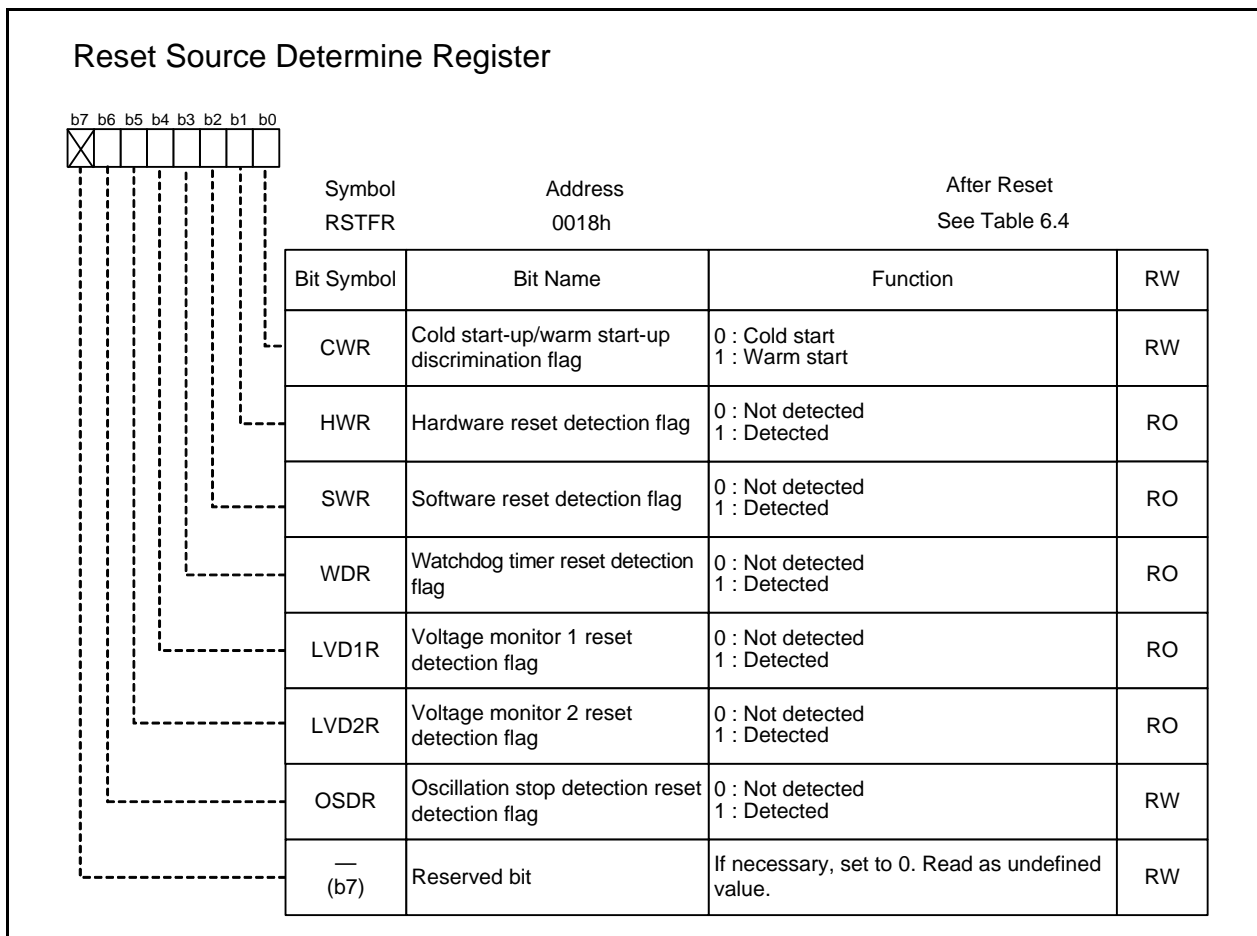 Reset Source Determine Register
b7 b6 b5 b4 b3 b2 b1 b0
Symbol Address After Reset
RSTFR 0018h See Table 6.4
Bit Symbol Bit Name Function RW
CWR Cold start-up/warm start-up discrimination flag 0 : Cold start 1 : Warm start RW
HWR Hardware reset detection flag 0 : Not detected 1 : Detected RO
SWR Software reset detection flag 0 : Not detected 1 : Detected RO
WDR Watchdog timer reset detection flag 0 : Not detected 1 : Detected RO
LVD1R Voltage monitor 1 reset detection flag 0 : Not detected 1 : Detected RO
LVD2R Voltage monitor 2 reset detection flag 0 : Not detected 1 : Detected RO
OSDR Oscillation stop detection reset detection flag 0 : Not detected 1 : Detected RW
— (b7) Reserved bit If necessary, set to 0. Read as undefined value. RW